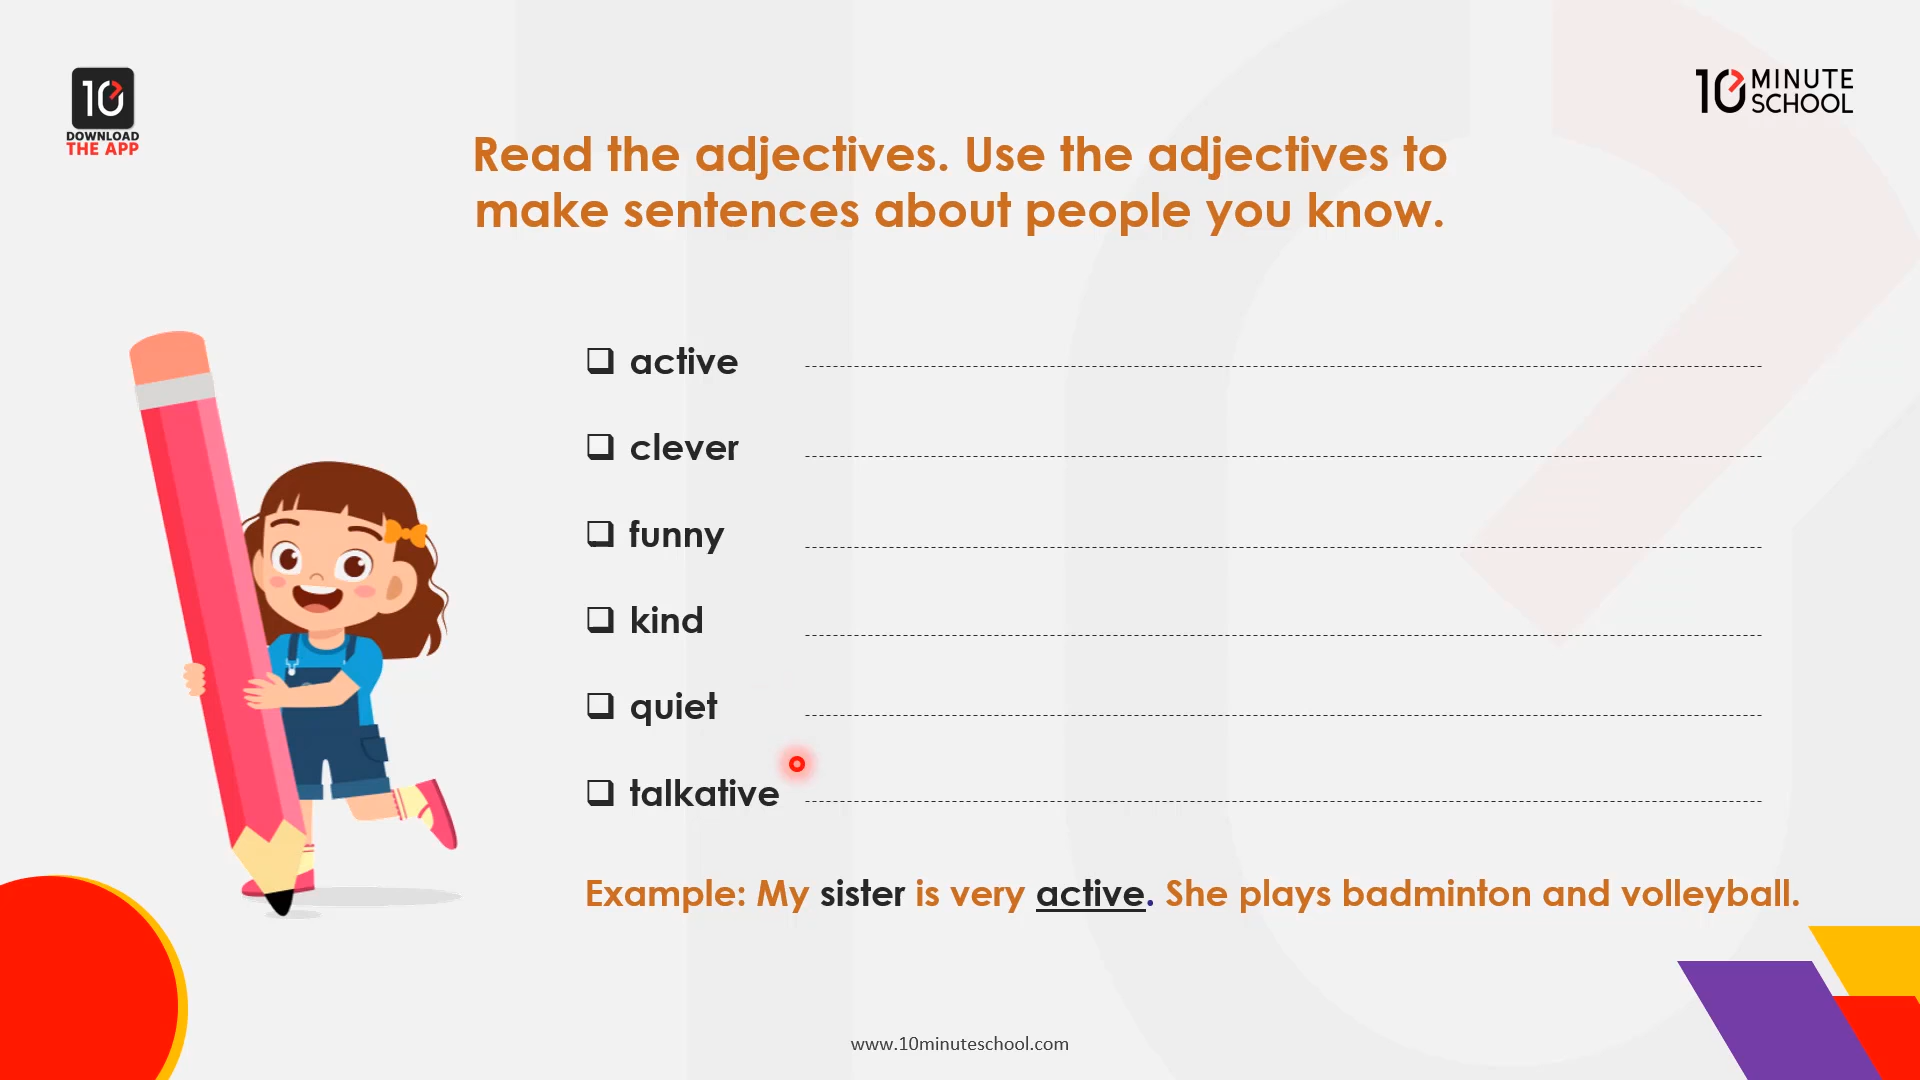 10
DOWNLOAD
THE APP
10 MINUTE
SCHOOL
Read the adjectives. Use the adjectives to
make sentences about people you know.
❑ active
❑ clever
❑ funny
❑ kind
❑ quiet
❑ talkative
Example: My sister is very active. She plays badminton and volleyball.
www.10minuteschool.com